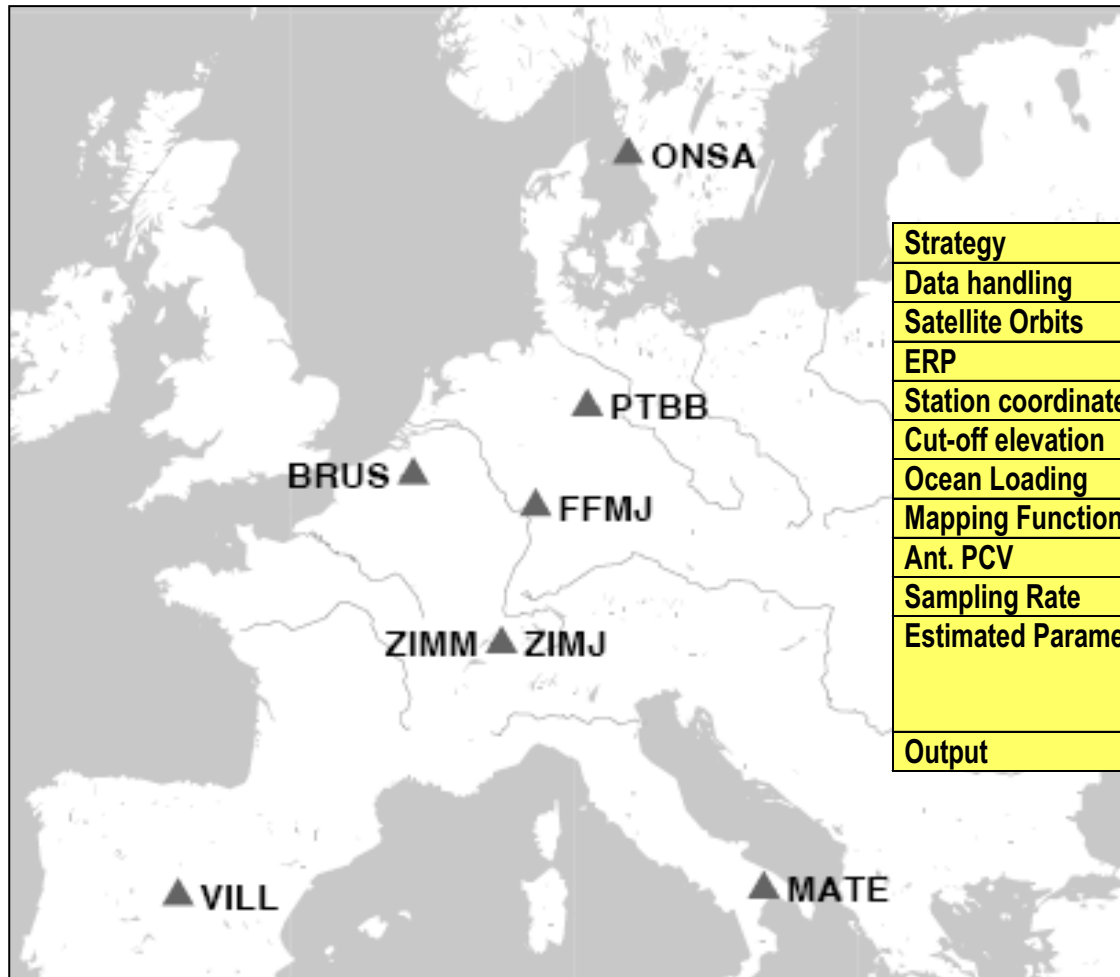 ONSA
PTBB
BRUS
FFMJ
ZIMM ZIMJ
VILL
MATE
Strategy
Data handling
Satellite Orbits
ERP
Station coordinate
Cut-off elevation
Ocean Loading
Mapping Function
Ant. PCV
Sampling Rate
Estimated Parame
Output